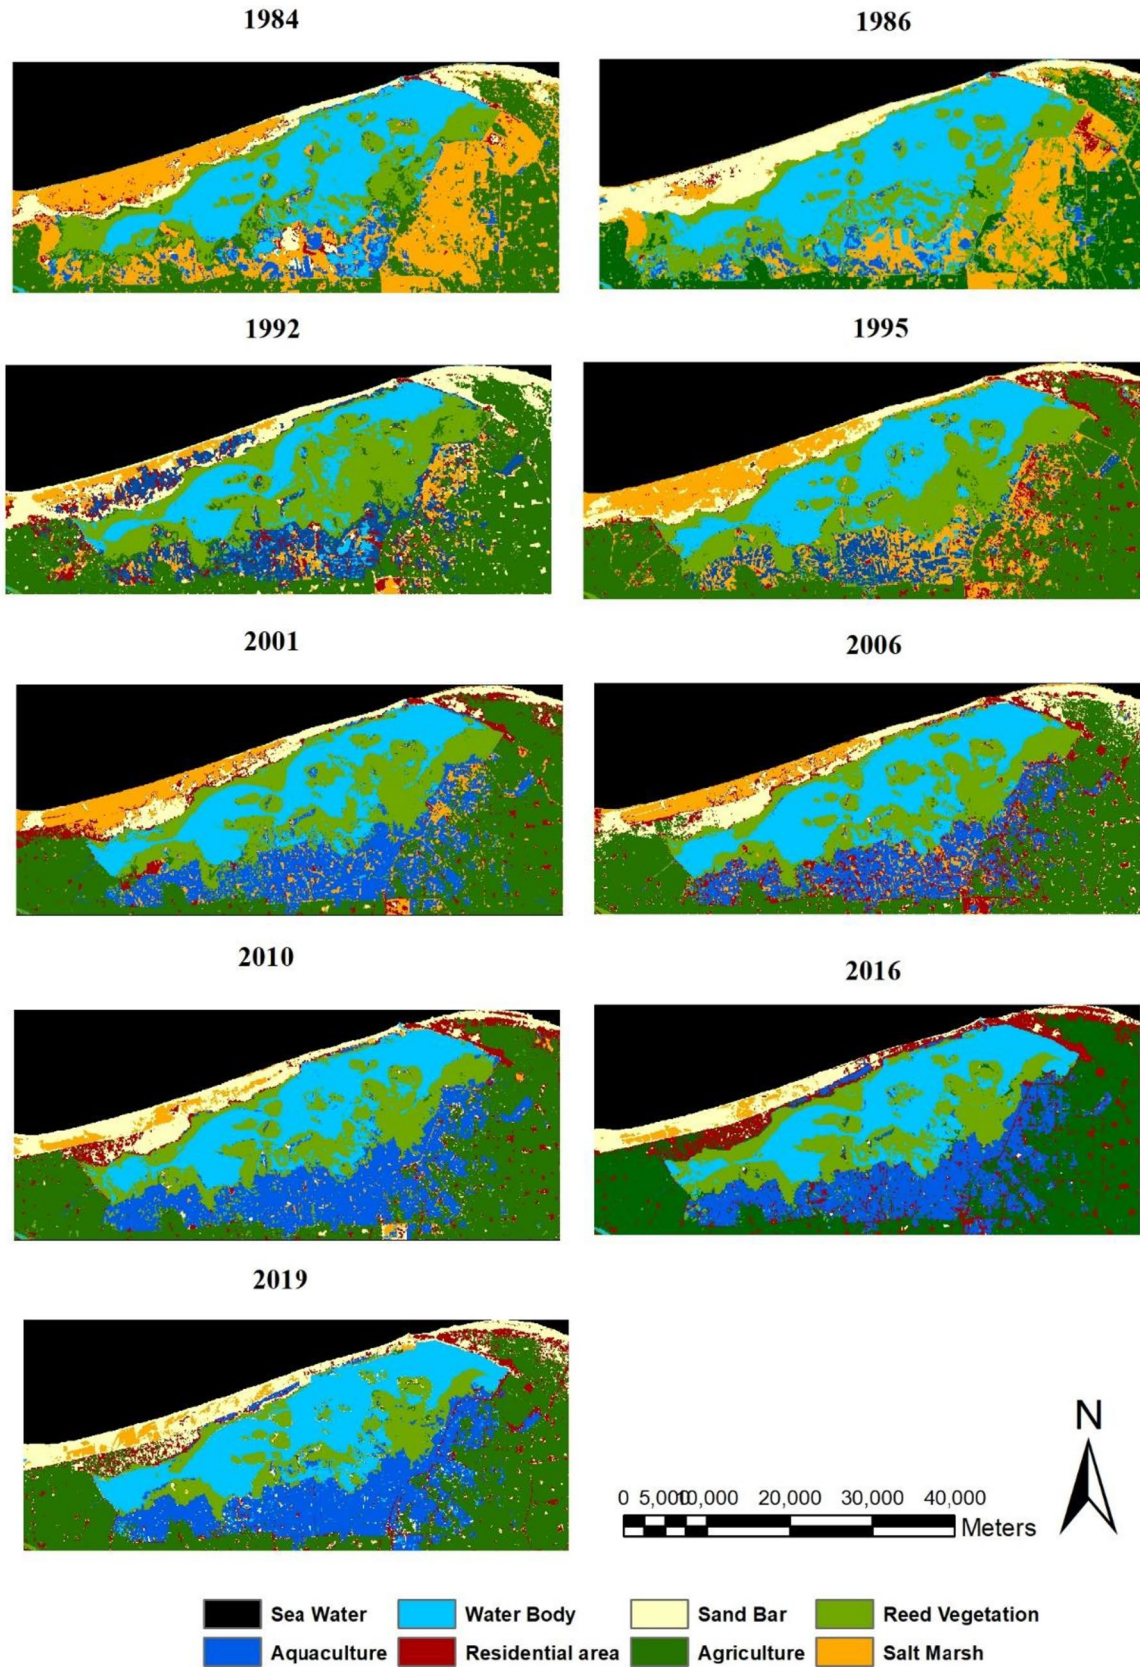 1984 1986
1992 1995
2001 2006
2010 2016
2019
N
0 5,000 10,000 20,000 30,000 40,000
Meters
Sea Water Water Body Sand Bar Reed Vegetation
Aquaculture Residential area Agriculture Salt Marsh